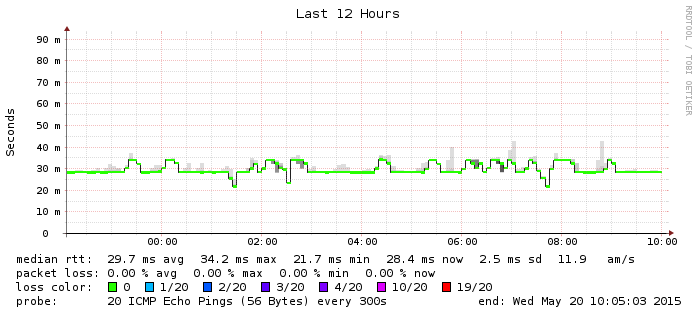 Last 12 Hours
RRDTOOL / TOBI OETIKER
Seconds
90 m
80 m
70 m
60 m
50 m
40 m
30 m
20 m
10 m
0
00:00 02:00 04:00 06:00 08:00 10:00
median rtt: 29.7 ms avg 34.2 ms max 21.7 ms min 28.4 ms now 2.5 ms sd 11.9 am/s
packet loss: 0.00 % avg 0.00 % max 0.00 % min 0.00 % now
loss color: 0 1/20 2/20 3/20 4/20 10/20 19/20
probe: 20 ICMP Echo Pings (56 Bytes) every 300s end: Wed May 20 10:05:03 2015